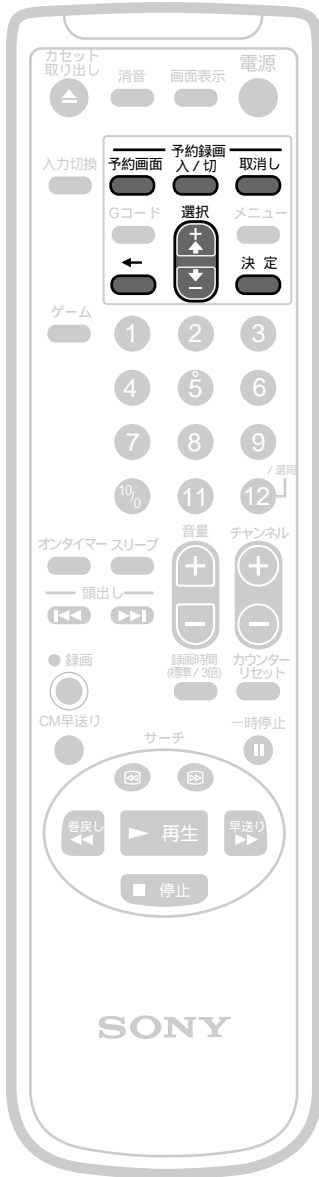 カセット
取り出し
消音
画面表示
電源
入力切換
予約録画
予約画面
入/切
取消し
Gコード
選択
メニュー
+
←
決定
−
ゲーム
1
2
3
4
5
6
7
8
9
/選局
10/0
11
12
オンタイマー
スリープ
音量
チャンネル
+
+
頭出し
−
−
録画
録画時間
(標準/3倍)
カウンター
リセット
CM早送り
サーチ
一時停止
巻戻し
再生
早送り
停止
SONY